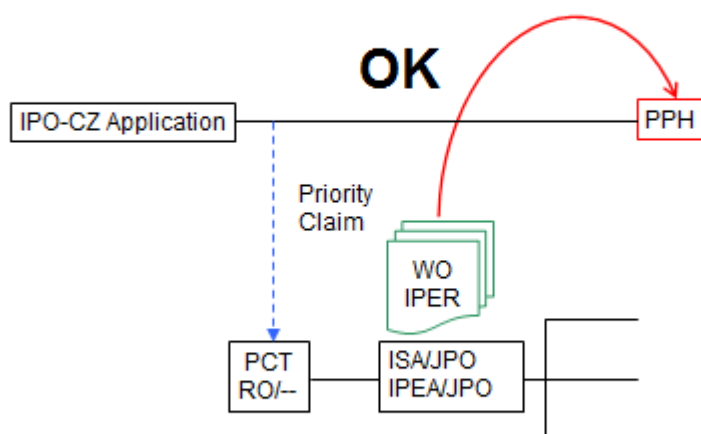 OK
IPO-CZ Application
PPH
Priority
Claim
WO
IPER
PCT
RO/--
ISA/JPO
IPEA/JPO